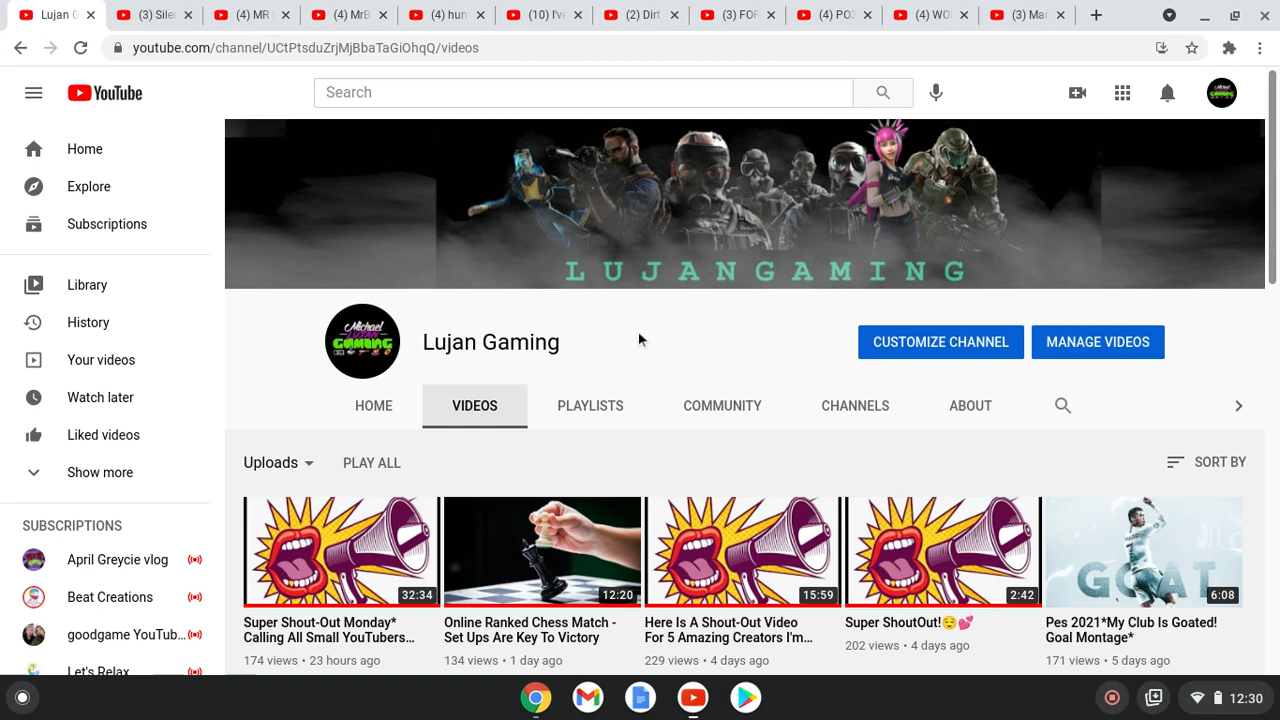 Lujan G
(3) Siler
(4) MR
(4) MrB
(4) hun
(10) I've
(2) Dirt
(3) FOR
(4) PO
(4) WO
(3) Mar
youtube.com/channel/UCtPtsduZrjMjBbaTaGiOhqQ/videos
YouTube
Search
Home
Explore
Subscriptions
Library
History
Your videos
Watch later
Liked videos
Show more
SUBSCRIPTIONS
April Greycie vlog
Beat Creations
goodgame YouTub...
Let's Relax
LUJANGAMING
Michael
LUJAN
GAMING
Lujan Gaming
CUSTOMIZE CHANNEL
MANAGE VIDEOS
HOME
VIDEOS
PLAYLISTS
COMMUNITY
CHANNELS
ABOUT
Uploads
PLAY ALL
SORT BY
32:34
Super Shout-Out Monday*
Calling All Small YouTubers...
174 views • 23 hours ago
12:20
Online Ranked Chess Match -
Set Ups Are Key To Victory
134 views • 1 day ago
15:59
Here Is A Shout-Out Video
For 5 Amazing Creators I'm...
229 views • 4 days ago
2:42
Super ShoutOut!😌💕
202 views • 4 days ago
GOAT
6:08
Pes 2021*My Club Is Goated!
Goal Montage*
171 views • 5 days ago
12:30